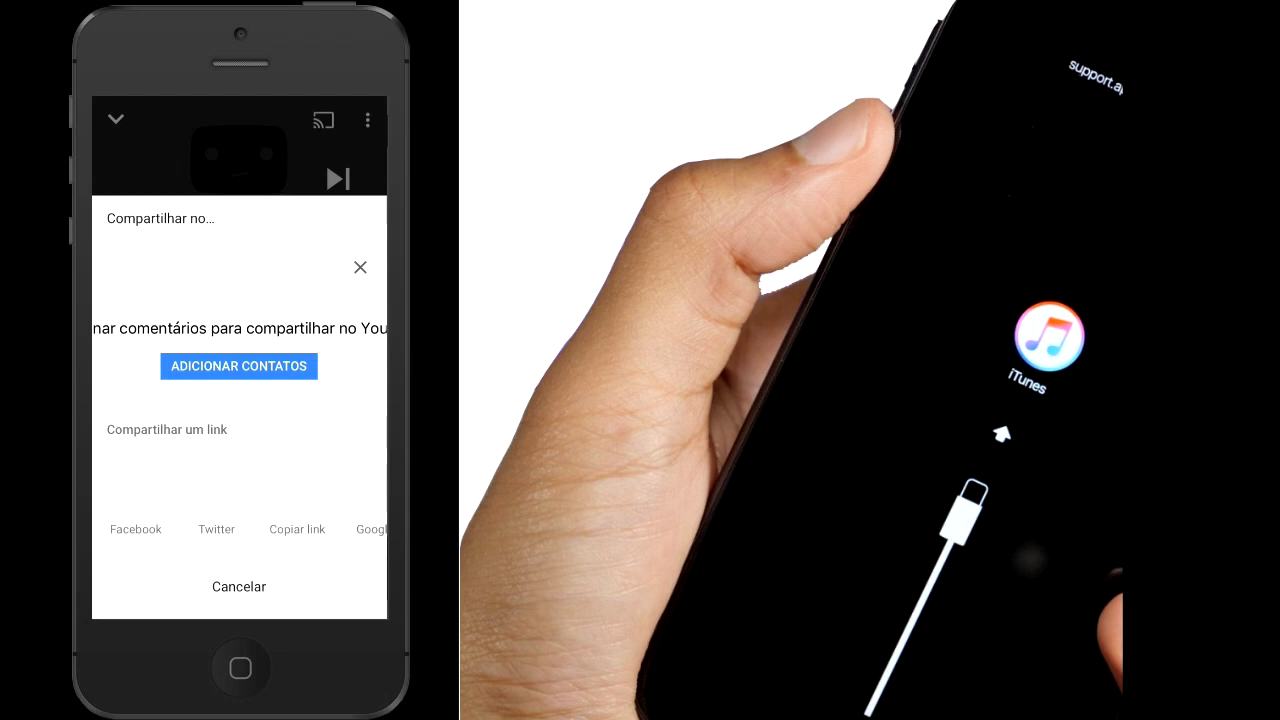 Compartilhar no...
nar comentários para compartilhar no You
ADICIONAR CONTATOS
Compartilhar um link
Facebook Twitter Copiar link Googl
Cancelar
support.ap
iTunes